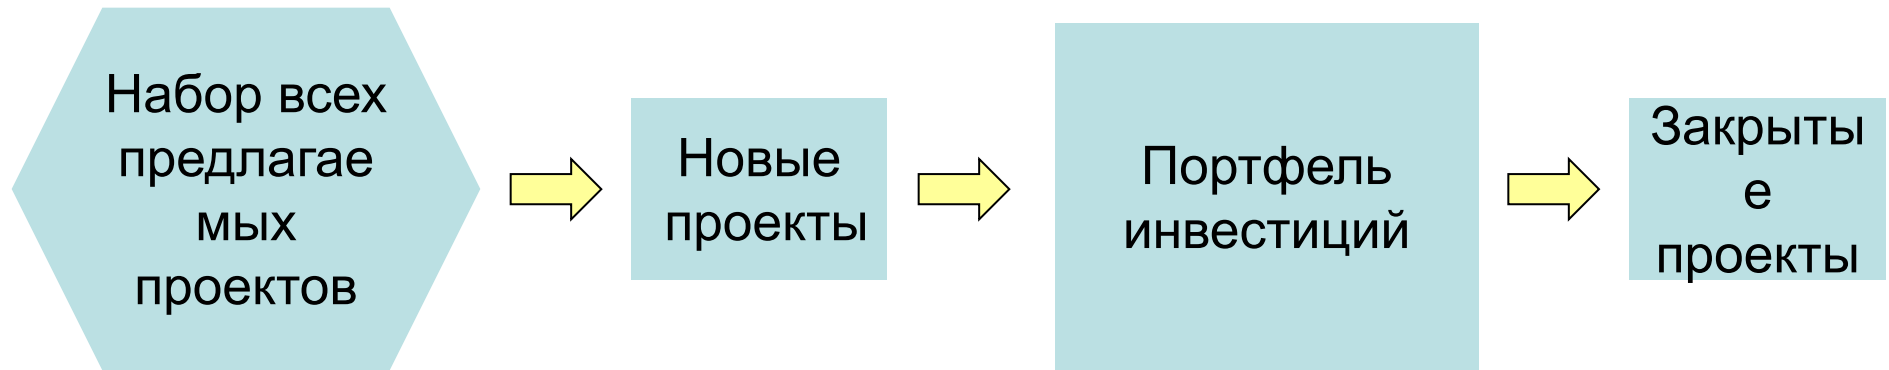 Набор всех
предлагае
мых
проектов
Новые
проекты
Портфель
инвестиций
Закрыты
е
проекты